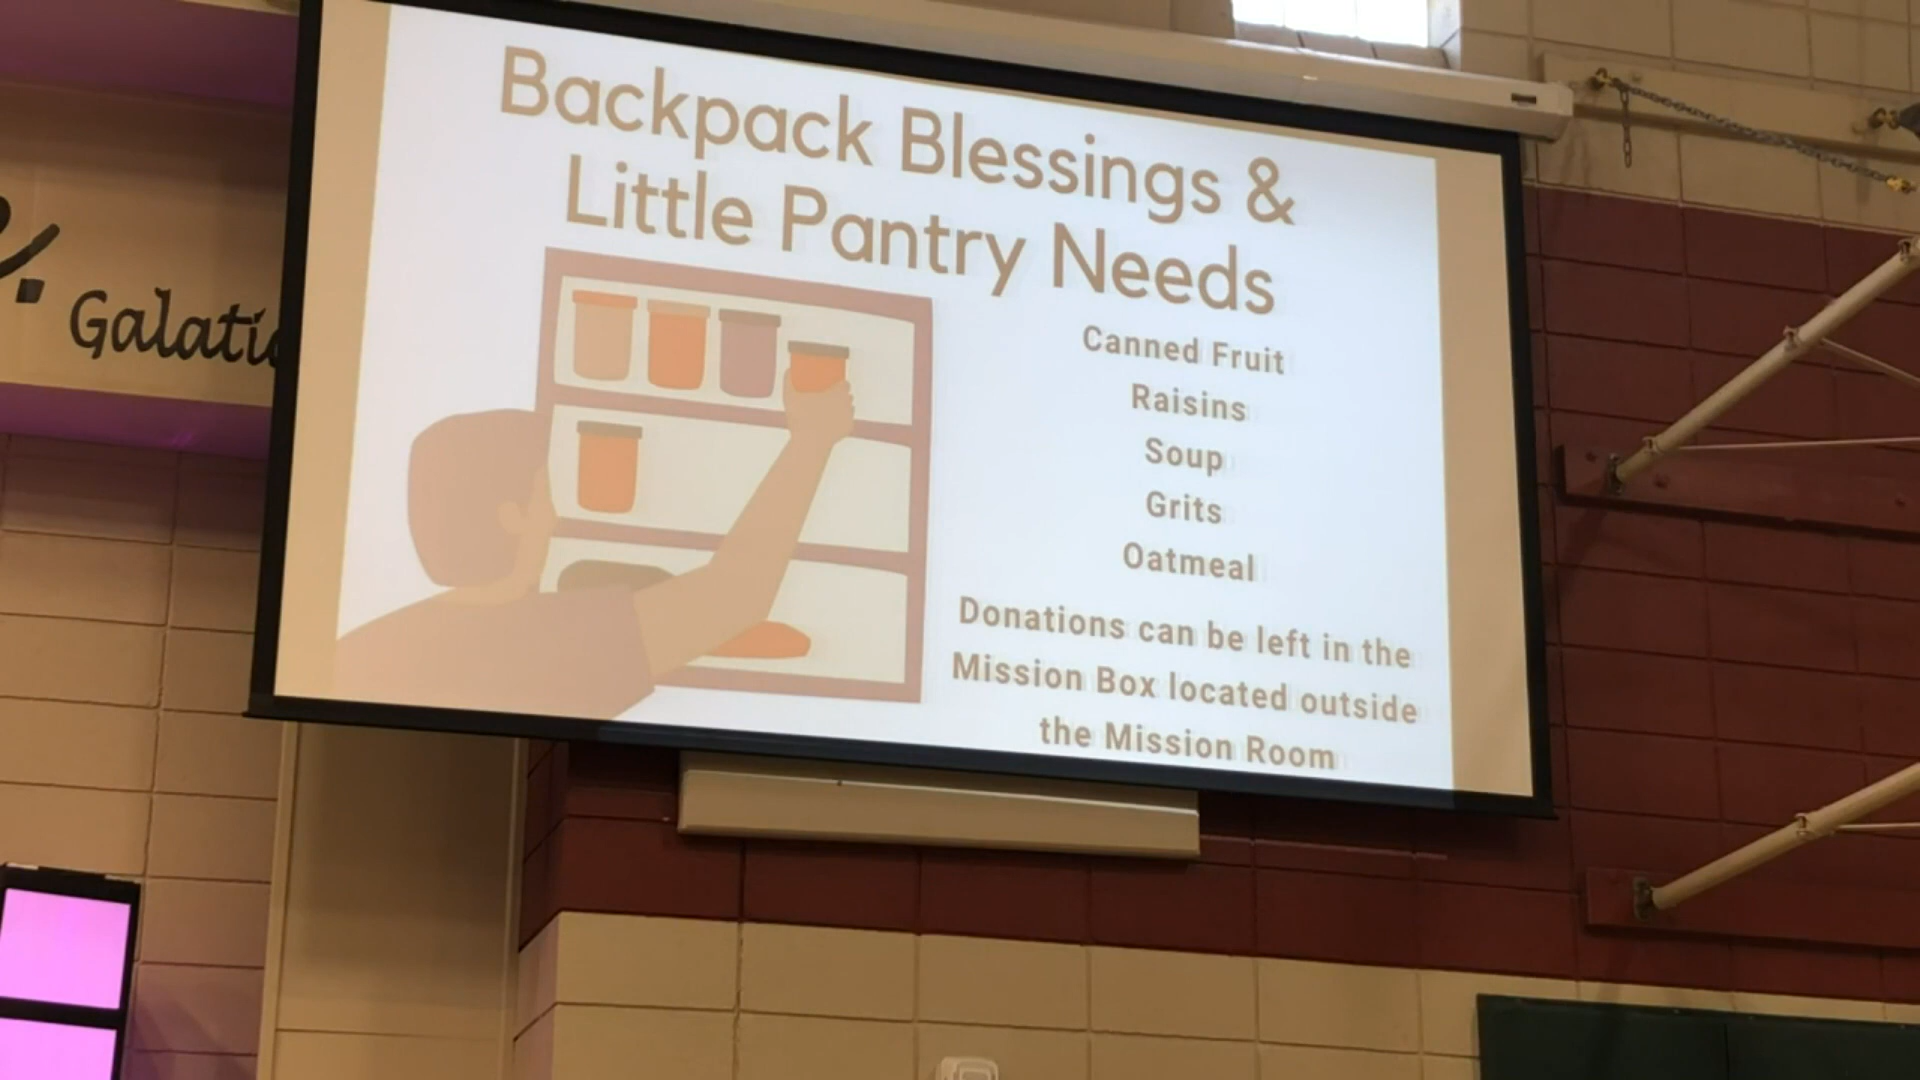 Backpack Blessings &
Little Pantry Needs
Canned Fruit
Raisins
Soup
Grits
Oatmeal
Donations can be left in the
Mission Box located outside
the Mission Room